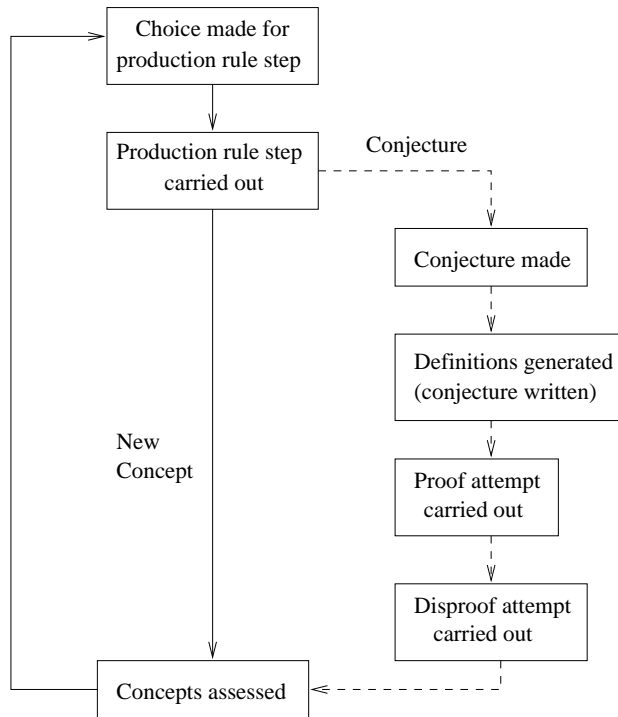 Choice made for
production rule step
Production rule step
carried out
Conjecture
Conjecture made
Definitions generated
(conjecture written)
New
Concept
Proof attempt
carried out
Disproof attempt
carried out
Concepts assessed